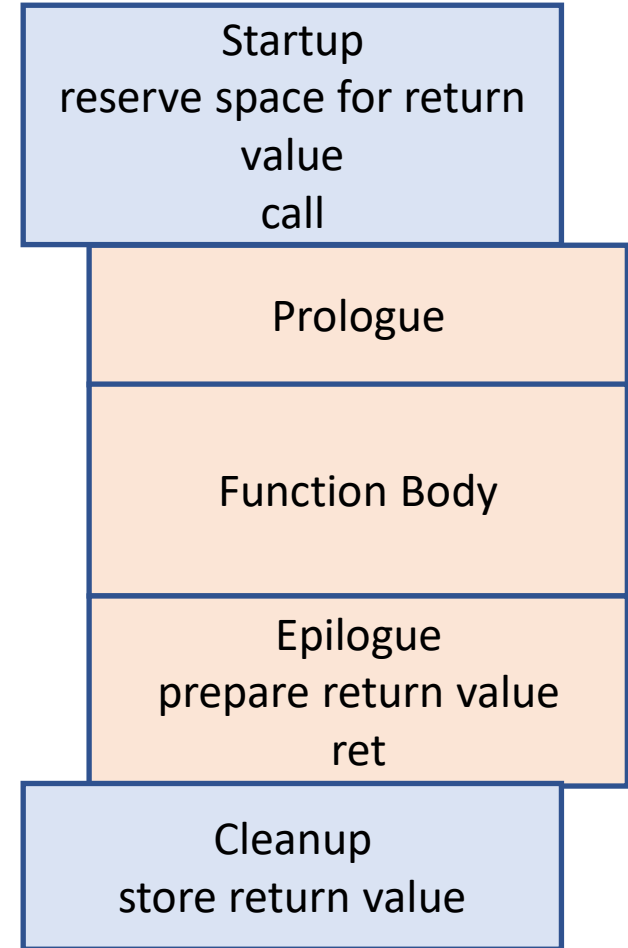 Startup
reserve space for return
value
call
Prologue
Function Body
Epilogue
prepare return value
ret
Cleanup
store return value